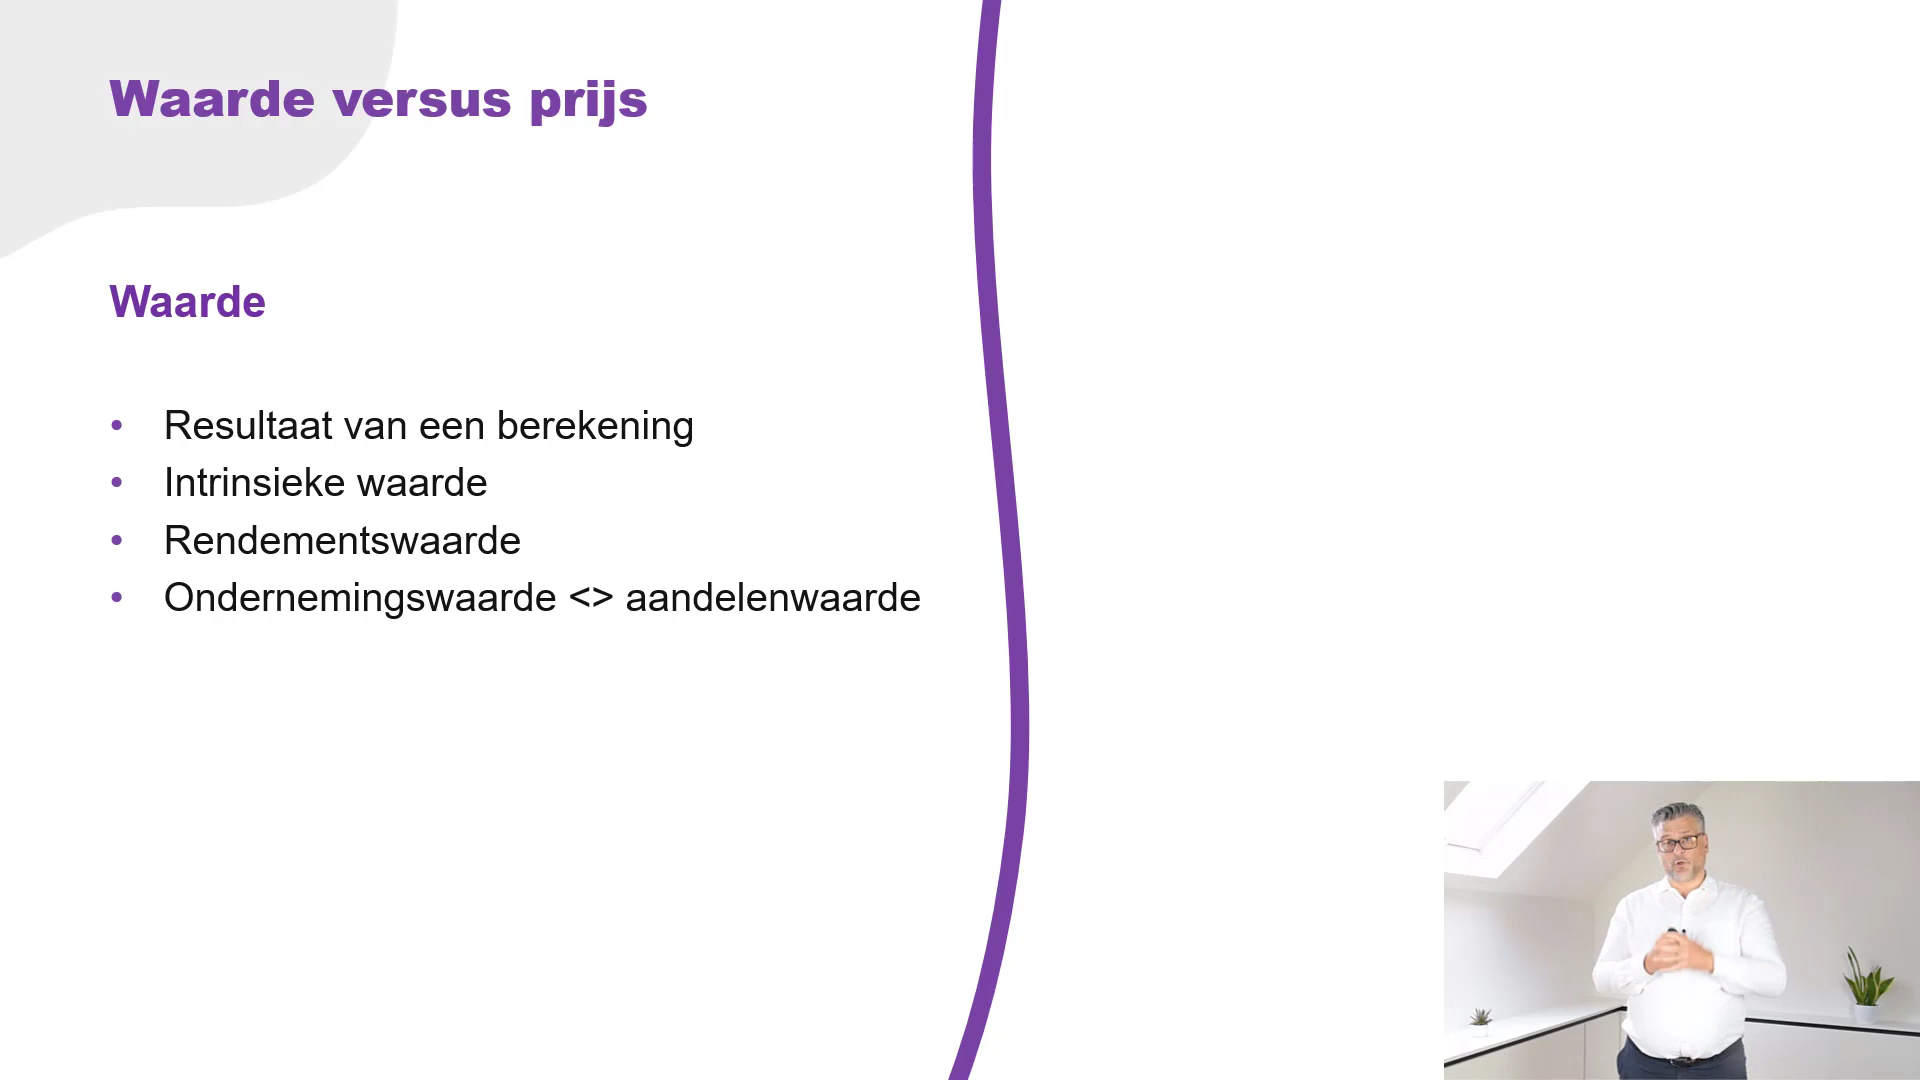 Waarde versus prijs
Waarde
• Resultaat van een berekening
• Intrinsieke waarde
• Rendementswaarde
• Ondernemingswaarde <> aandelenwaarde